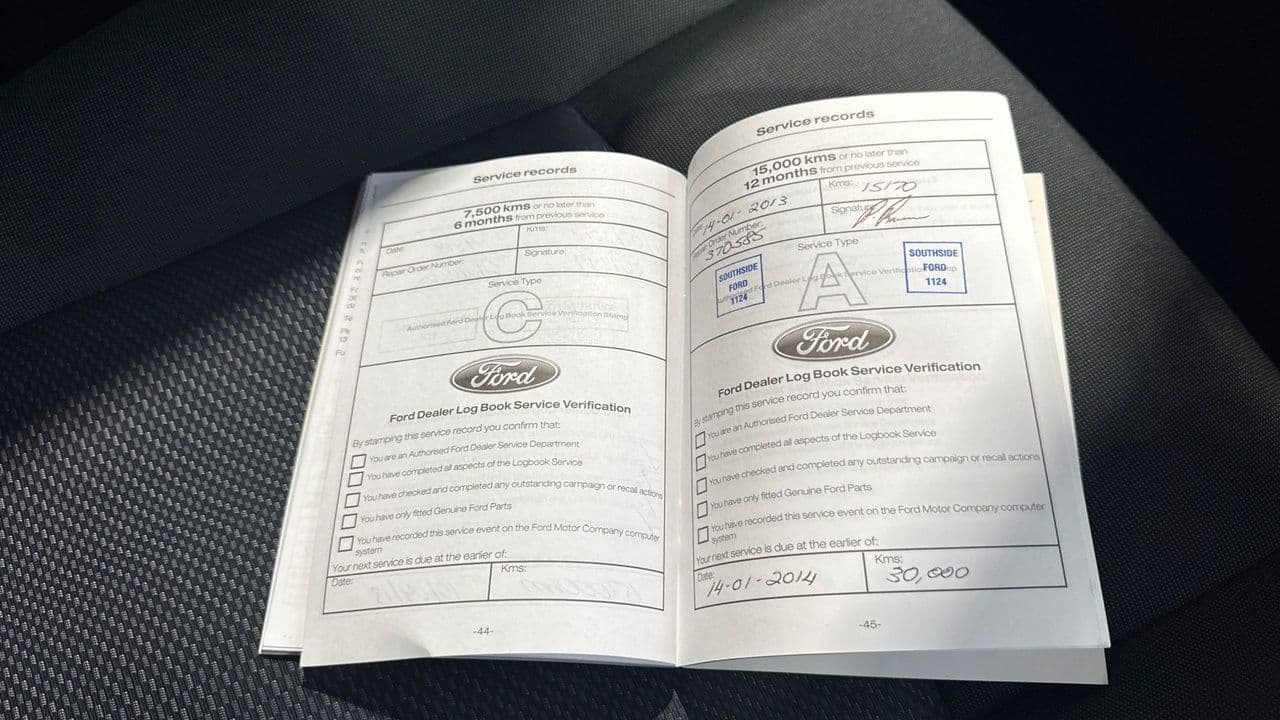 Service records
7,500 kms or no later than
6 months from previous service
Date:
Kms:
Repair Order Number:
Signature:
Service Type
C
Authorised Ford Dealer Log Book Service Verification Stamp
Ford
Ford Dealer Log Book Service Verification
By stamping this service record you confirm that:
You are an Authorised Ford Dealer Service Department
You have completed all aspects of the Logbook Service
You have checked and completed any outstanding campaign or recall actions
You have only fitted Genuine Ford Parts
You have recorded this service event on the Ford Motor Company computer
system
Your next service is due at the earlier of:
Date:
Kms:
-44-
Service records
15,000 kms or no later than
12 months from previous service
14-01-2013
Kms: 15170
Repair Order Number:
370585
Signature
Service Type
A
Authorised Ford Dealer Log Book Service Verification
SOUTHSIDE
FORD
1124
SOUTHSIDE
FORD
1124
Ford
Ford Dealer Log Book Service Verification
By stamping this service record you confirm that:
You are an Authorised Ford Dealer Service Department
You have completed all aspects of the Logbook Service
You have checked and completed any outstanding campaign or recall actions
You have only fitted Genuine Ford Parts
You have recorded this service event on the Ford Motor Company computer
system
Your next service is due at the earlier of:
Date:
14-01-2014
Kms:
30,000
-45-